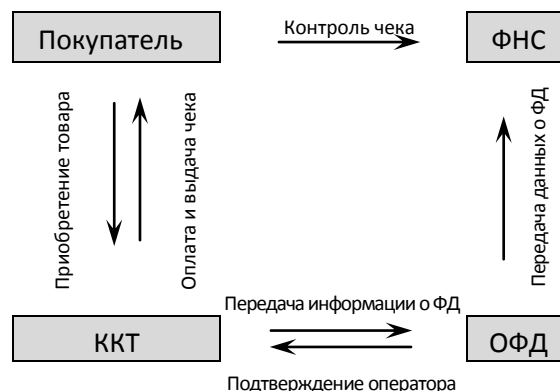 Покупатель
Контроль чека
ФНС
Приобретение товара
Оплата и выдача чека
Передача данных о ФД
Передача информации о ФД
ККТ
ОФД
Подтверждение оператора